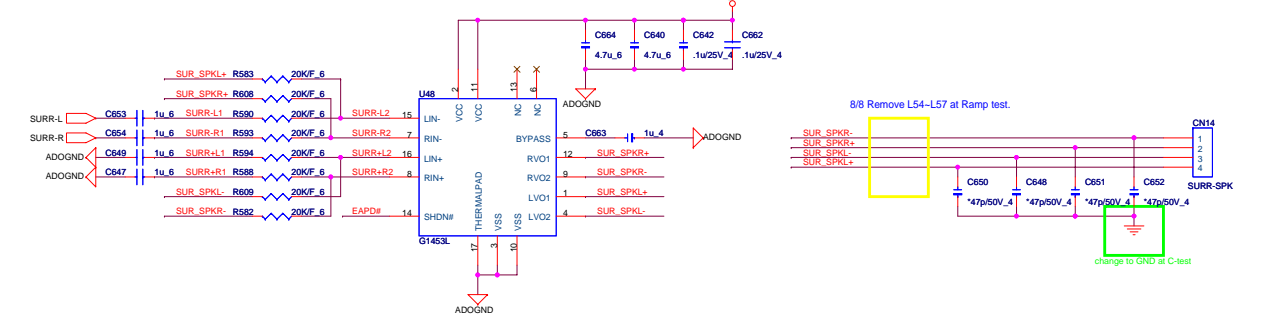 C664
C640
C642
C662
4.7u_6
4.7u_6
.1u/25V_4
.1u/25V_4
ADOGND
SUR_SPKL+
R583
20K/F_6
SUR_SPKR+
R608
20K/F_6
SURR-L
C653
1u_6
SURR-L1
R590
20K/F_6
SURR-L2
SURR-R
C654
1u_6
SURR-R1
R593
20K/F_6
SURR-R2
ADOGND
C649
1u_6
SURR+L1
R594
20K/F_6
SURR+L2
ADOGND
C647
1u_6
SURR+R1
R588
20K/F_6
SURR+R2
SUR_SPKL-
R609
20K/F_6
SUR_SPKR-
R582
20K/F_6
EAPD#
U48
2
11
13
6
VCC
VCC
NC
NC
15
LIN-
7
RIN-
16
LIN+
8
RIN+
14
SHDN#
BYPASS
5
C663
1u_4
ADOGND
RVO1
12
SUR_SPKR+
RVO2
9
SUR_SPKR-
LVO1
1
SUR_SPKL+
LVO2
4
SUR_SPKL-
THERMALPAD
VSS
VSS
G1453L
17
3
10
ADOGND
8/8 Remove L54~L57 at Ramp test.
SUR_SPKR-
SUR_SPKR+
SUR_SPKL-
SUR_SPKL+
CN14
1
2
3
4
SURR-SPK
C650
C648
C651
C652
*47p/50V_4
*47p/50V_4
*47p/50V_4
*47p/50V_4
change to GND at C-test